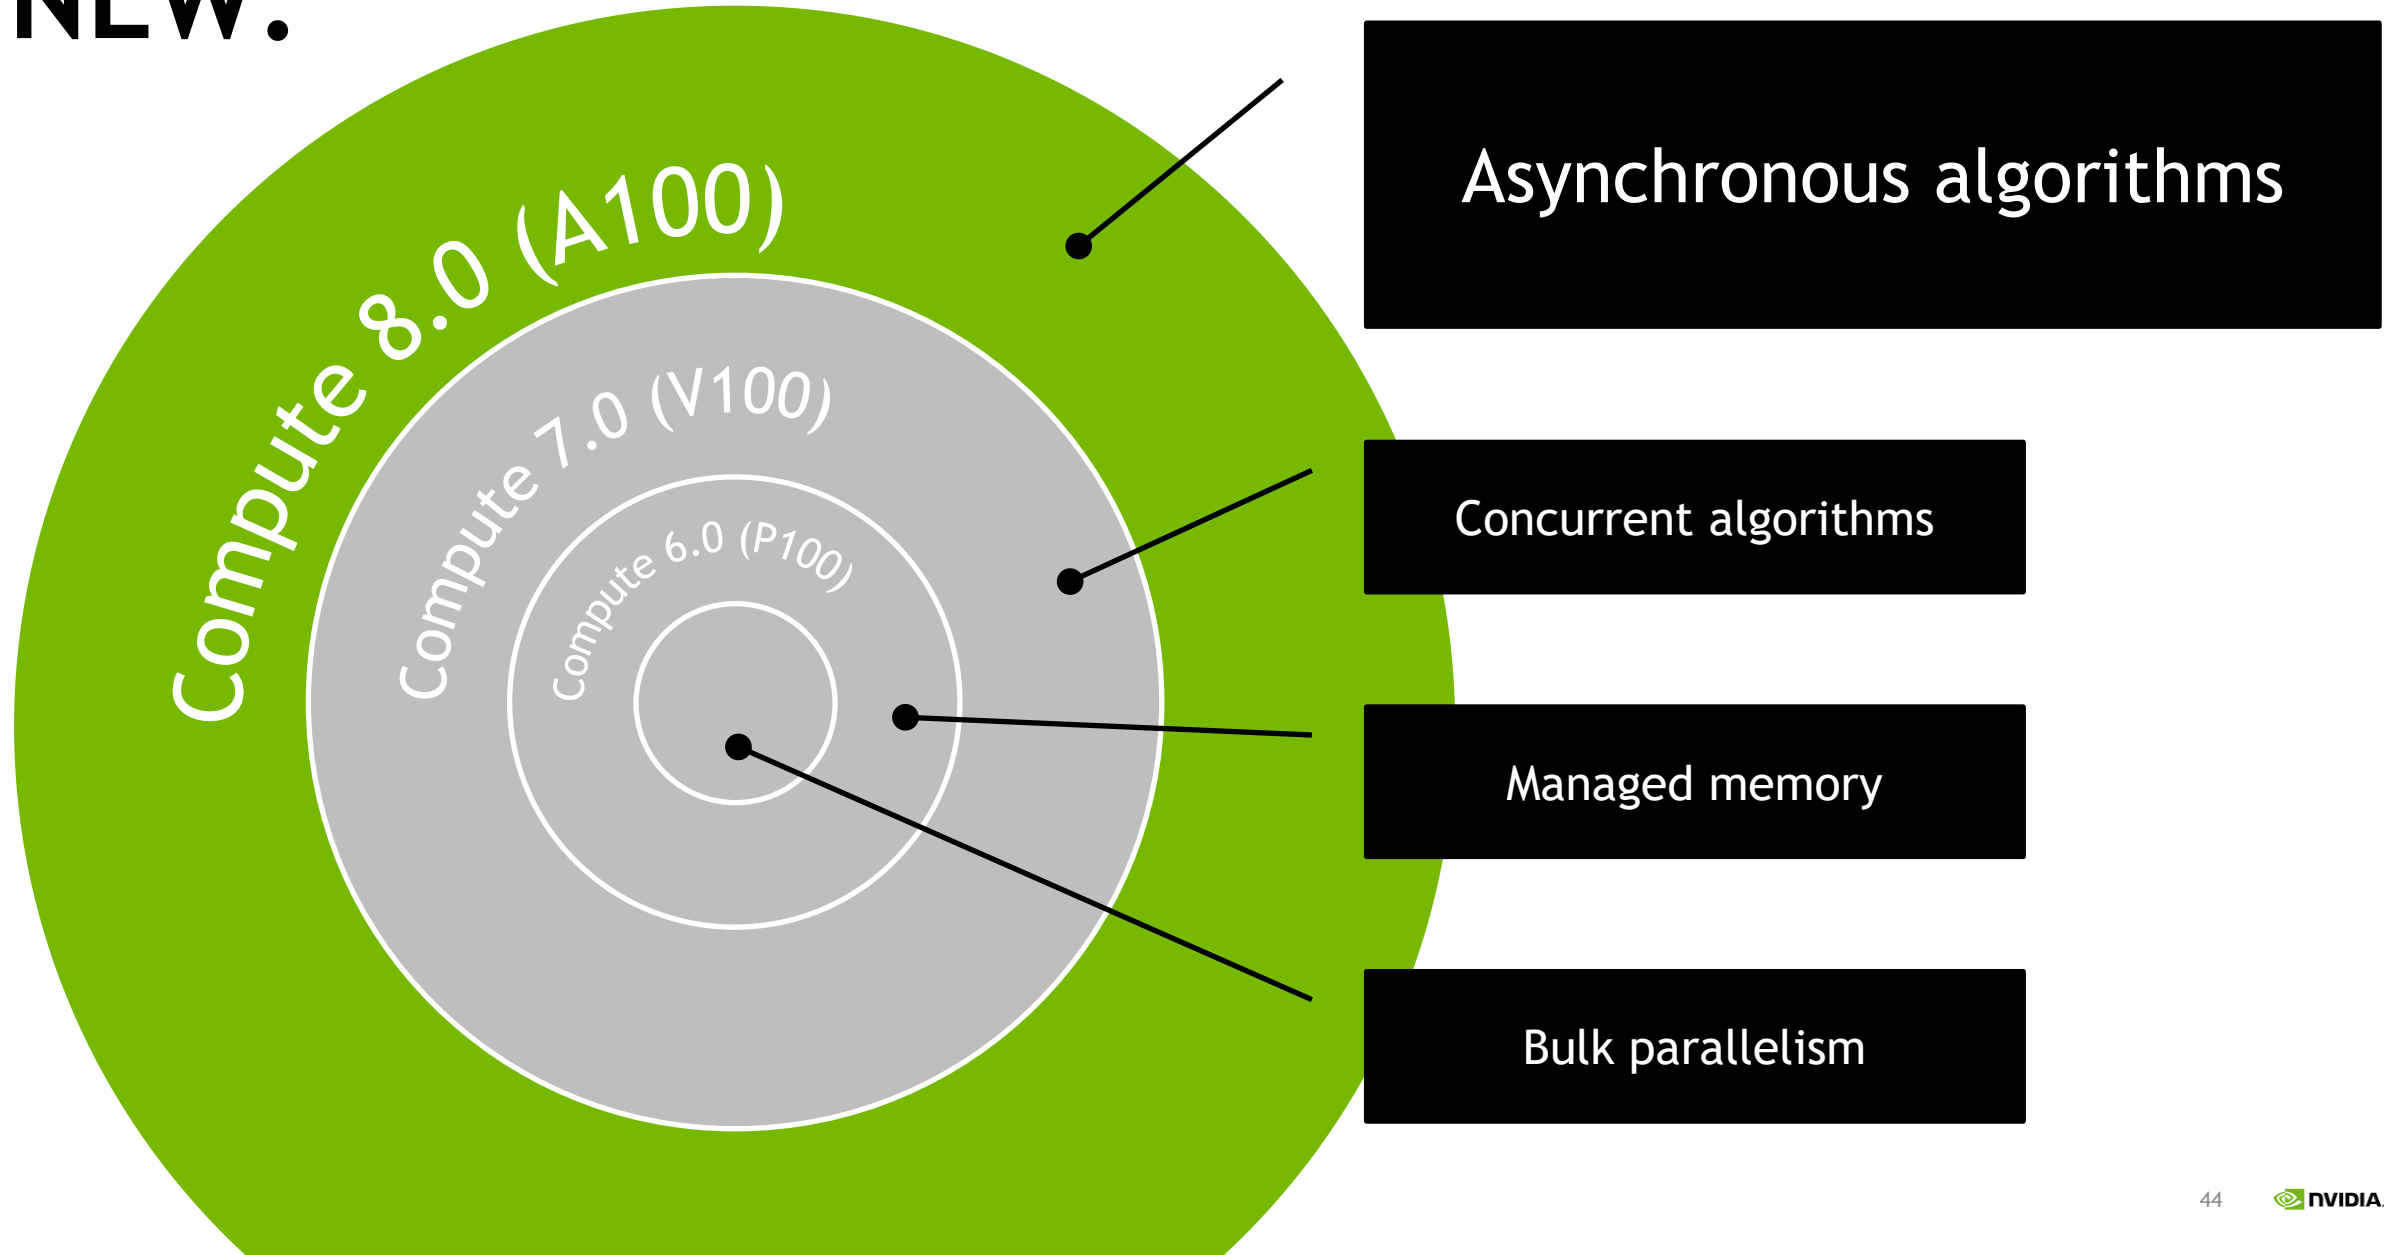 NEW:
Compute 8.0 (A100)
Compute 7.0 (V100)
Compute 6.0 (P100)
Asynchronous algorithms
Concurrent algorithms
Managed memory
Bulk parallelism
44
NVIDIA.